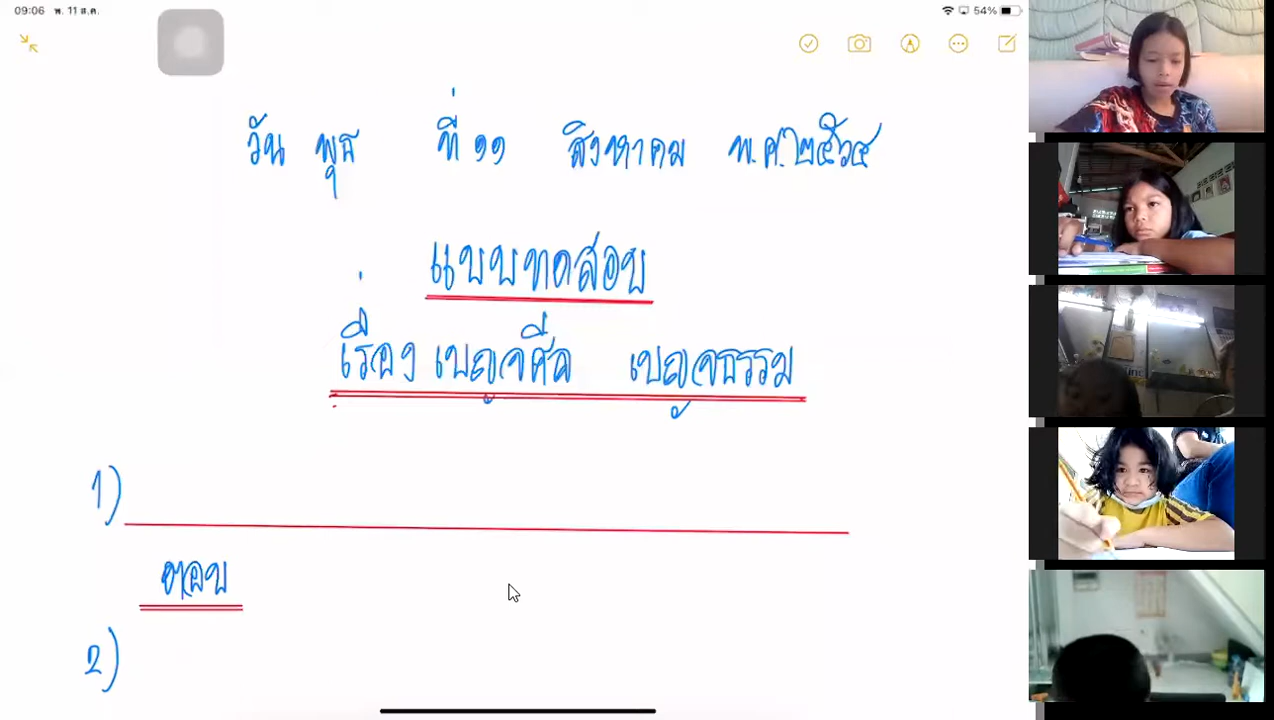 09:06 พ. 11 ส.ค. 54%
วัน พุธ ที่ ๑๑ สิงหาคม พ.ศ. ๒๕๖๔
แบบทดสอบ
เรื่อง เบญจศีล เบญจธรรม
1)
ตอบ
2)